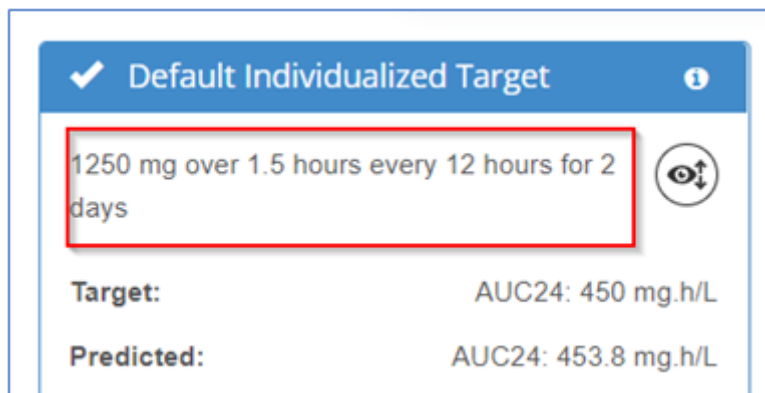 Default Individualized Target
1250 mg over 1.5 hours every 12 hours for 2
days
Target: AUC24: 450 mg.h/L
Predicted: AUC24: 453.8 mg.h/L